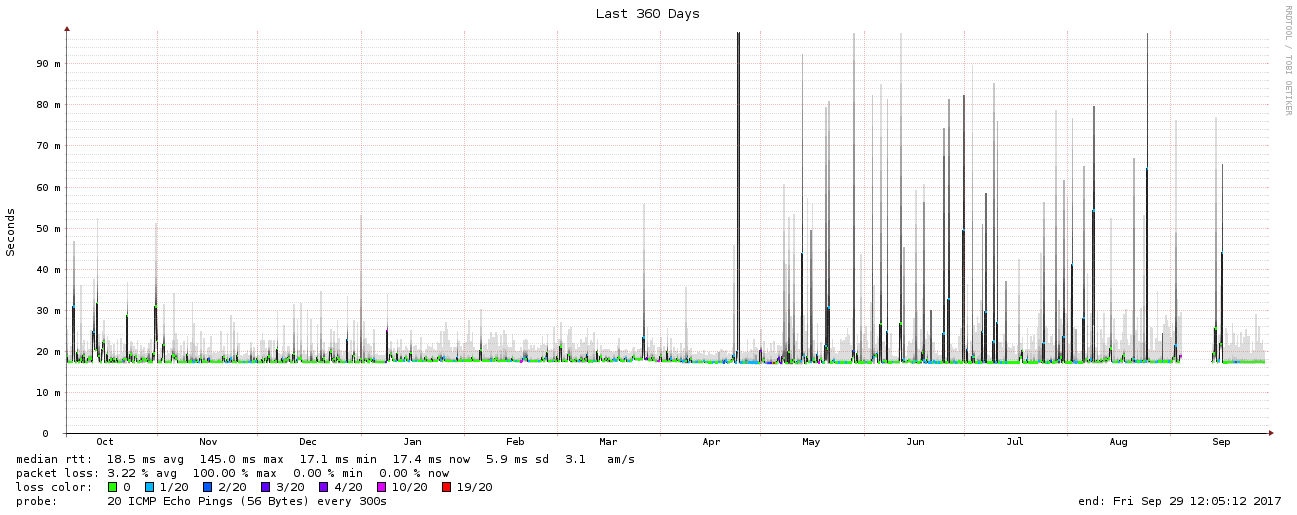 Last 360 Days
RRDTOOL / TOBI OETIKER
Seconds
90 m
80 m
70 m
60 m
50 m
40 m
30 m
20 m
10 m
0
Oct Nov Dec Jan Feb Mar Apr May Jun Jul Aug Sep
median rtt: 18.5 ms avg 145.0 ms max 17.1 ms min 17.4 ms now 5.9 ms sd 3.1 am/s
packet loss: 3.22 % avg 100.00 % max 0.00 % min 0.00 % now
loss color: 0 1/20 2/20 3/20 4/20 10/20 19/20
probe: 20 ICMP Echo Pings (56 Bytes) every 300s end: Fri Sep 29 12:05:12 2017